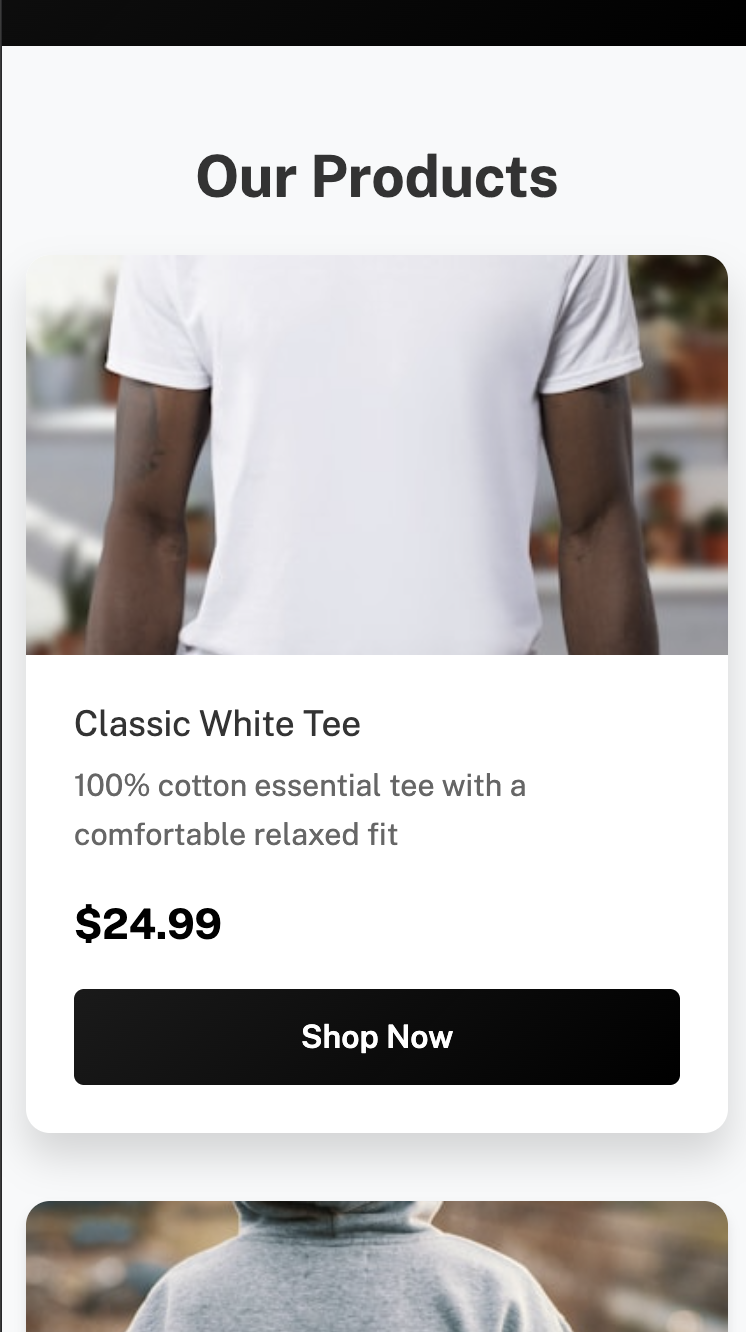 Our Products
Classic White Tee
100% cotton essential tee with a
comfortable relaxed fit
$24.99
Shop Now